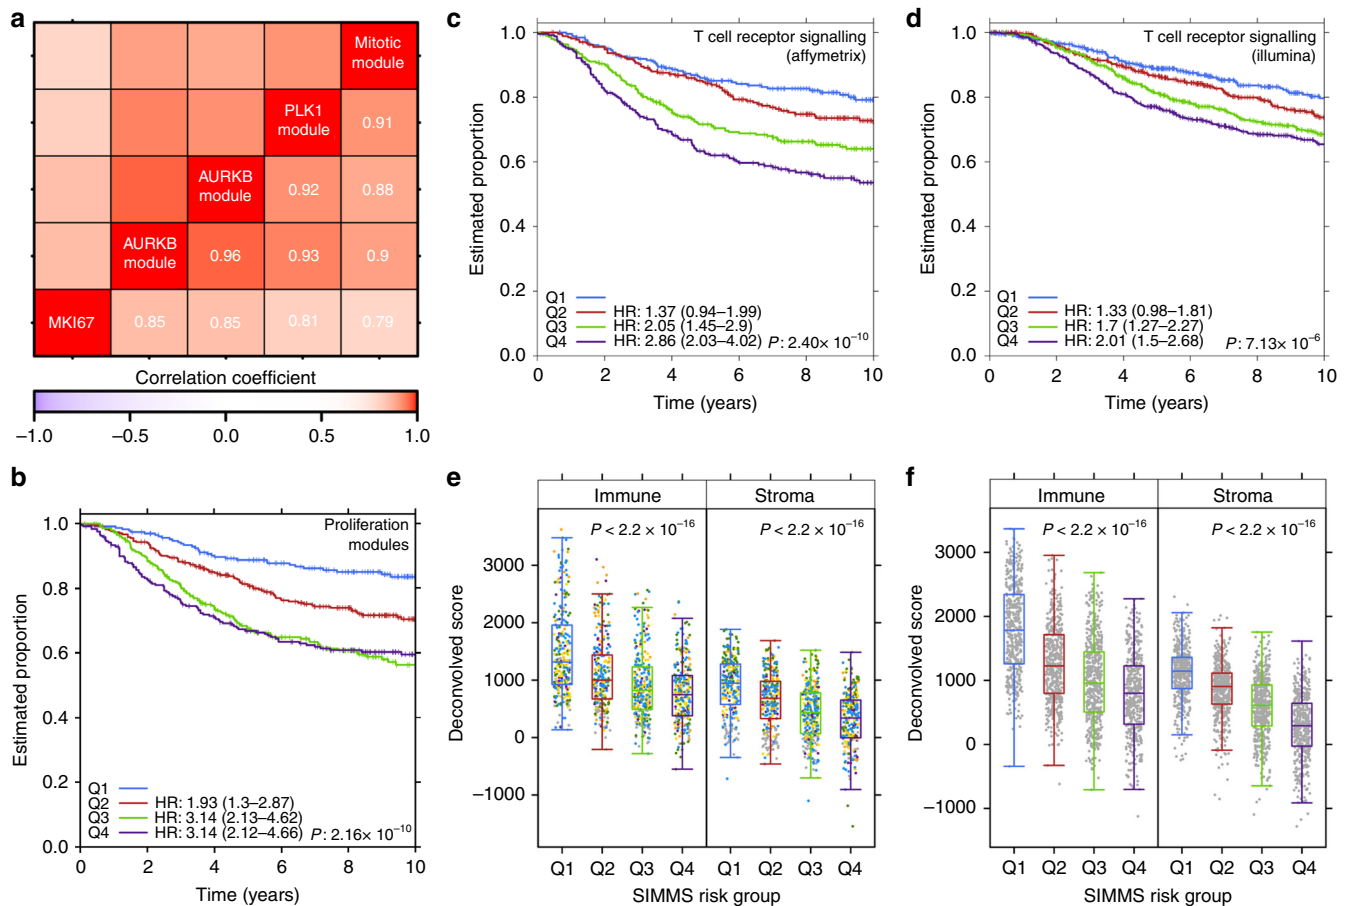 a
Mitotic
module
PLK1
module
0.91
AURKB
module
0.92
0.88
AURKB
module
0.96
0.93
0.9
MKI67
0.85
0.85
0.81
0.79
Correlation coefficient
–1.0
–0.5
0.0
0.5
1.0
b
Proliferation
modules
Estimated proportion
1.0
0.8
0.6
0.4
0.2
0.0
Q1
Q2 HR: 1.93 (1.3–2.87)
Q3 HR: 3.14 (2.13–4.62)
Q4 HR: 3.14 (2.12–4.66)
P: 2.16× 10–10
0 2 4 6 8 10
Time (years)
c
T cell receptor signalling
(affymetrix)
Estimated proportion
1.0
0.8
0.6
0.4
0.2
0.0
Q1
Q2 HR: 1.37 (0.94–1.99)
Q3 HR: 2.05 (1.45–2.9)
Q4 HR: 2.86 (2.03–4.02)
P: 2.40× 10–10
0 2 4 6 8 10
Time (years)
d
T cell receptor signalling
(illumina)
Estimated proportion
1.0
0.8
0.6
0.4
0.2
0.0
Q1
Q2 HR: 1.33 (0.98–1.81)
Q3 HR: 1.7 (1.27–2.27)
Q4 HR: 2.01 (1.5–2.68)
P: 7.13× 10–6
0 2 4 6 8 10
Time (years)
e
Immune
Stroma
P < 2.2 × 10–16
P < 2.2 × 10–16
Deconvolved score
3000
2000
1000
0
–1000
Q1 Q2 Q3 Q4 Q1 Q2 Q3 Q4
SIMMS risk group
f
Immune
Stroma
P < 2.2 × 10–16
P < 2.2 × 10–16
Deconvolved score
3000
2000
1000
0
–1000
Q1 Q2 Q3 Q4 Q1 Q2 Q3 Q4
SIMMS risk group